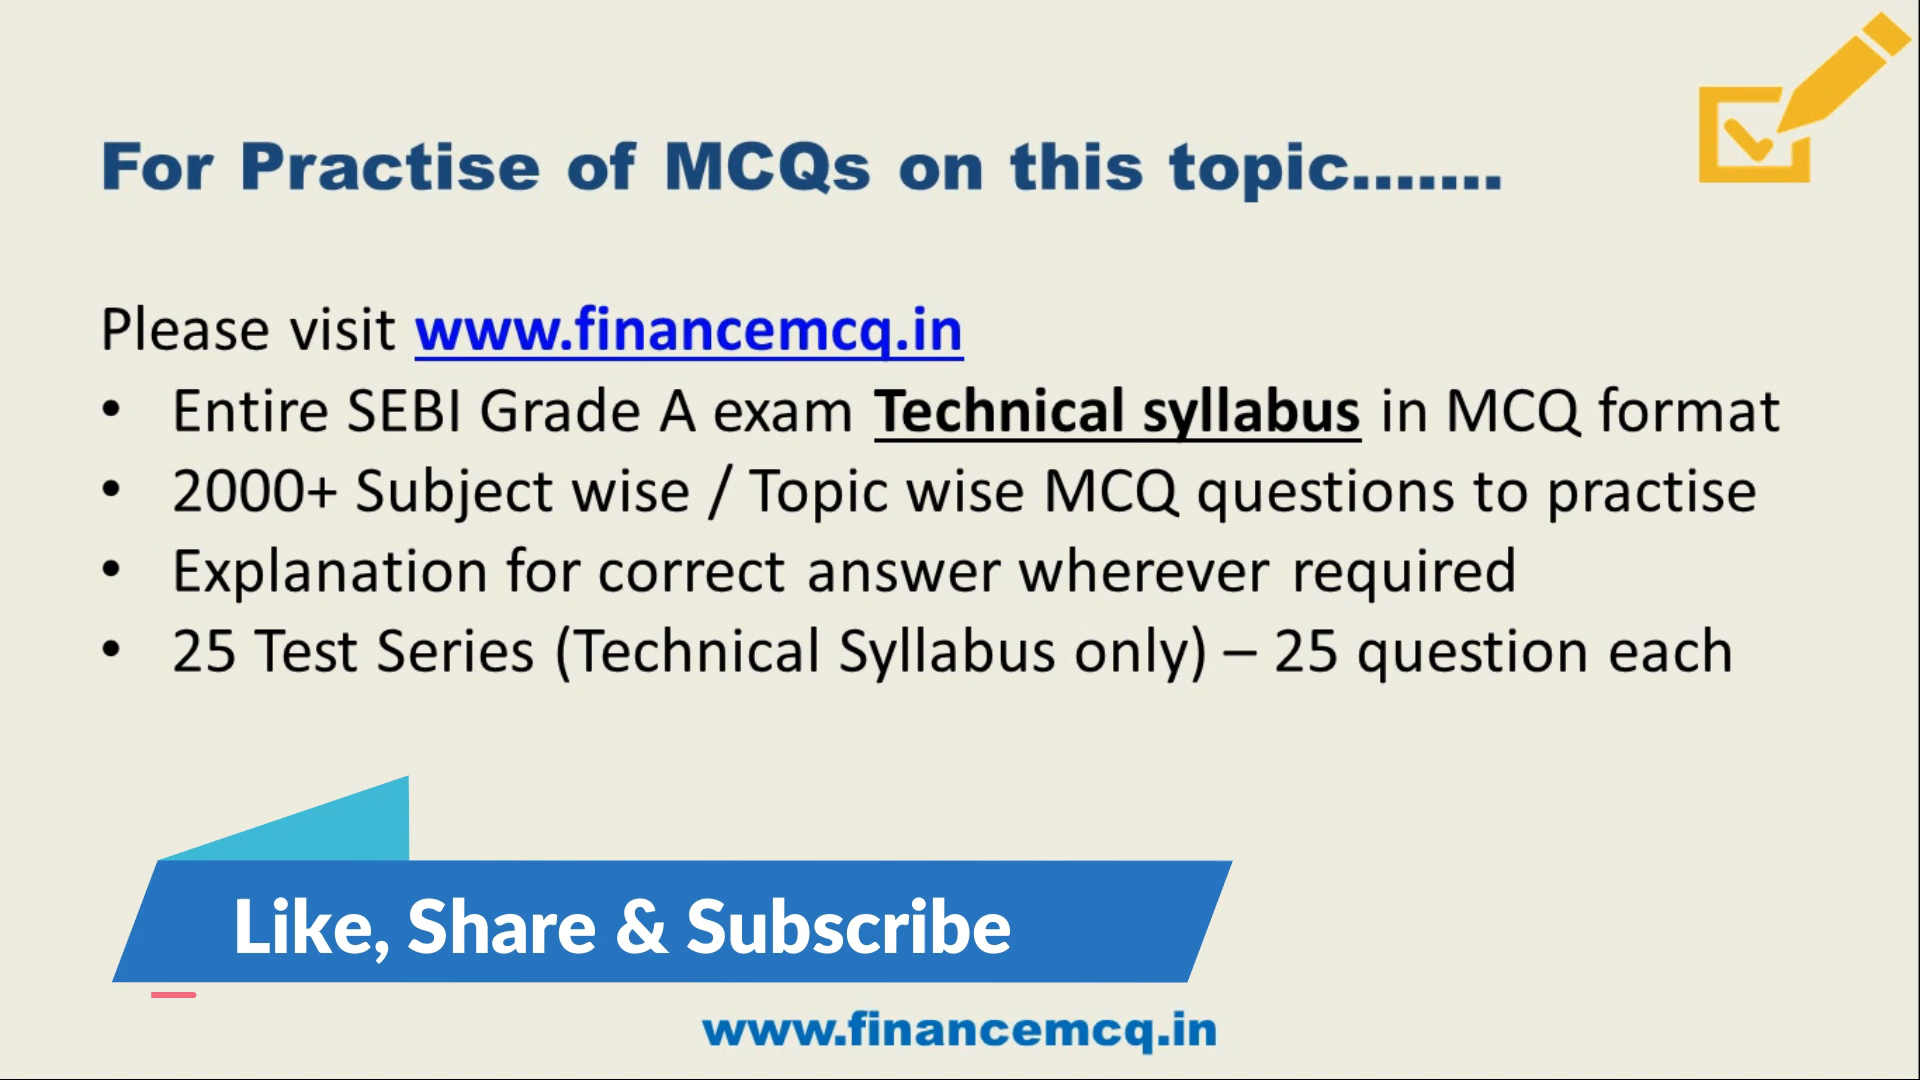 For Practise of MCQs on this topic.......
Please visit www.financemcq.in
• Entire SEBI Grade A exam Technical syllabus in MCQ format
• 2000+ Subject wise / Topic wise MCQ questions to practise
• Explanation for correct answer wherever required
• 25 Test Series (Technical Syllabus only) – 25 question each
Like, Share & Subscribe
www.financemcq.in